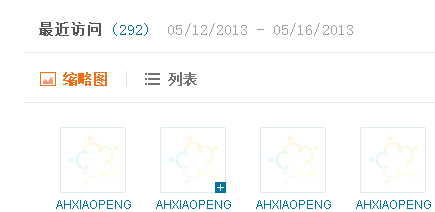 最近访问（292） 05/12/2013 - 05/16/2013
缩略图 列表
AHXIAOPENG AHXIAOPENG AHXIAOPENG AHXIAOPENG